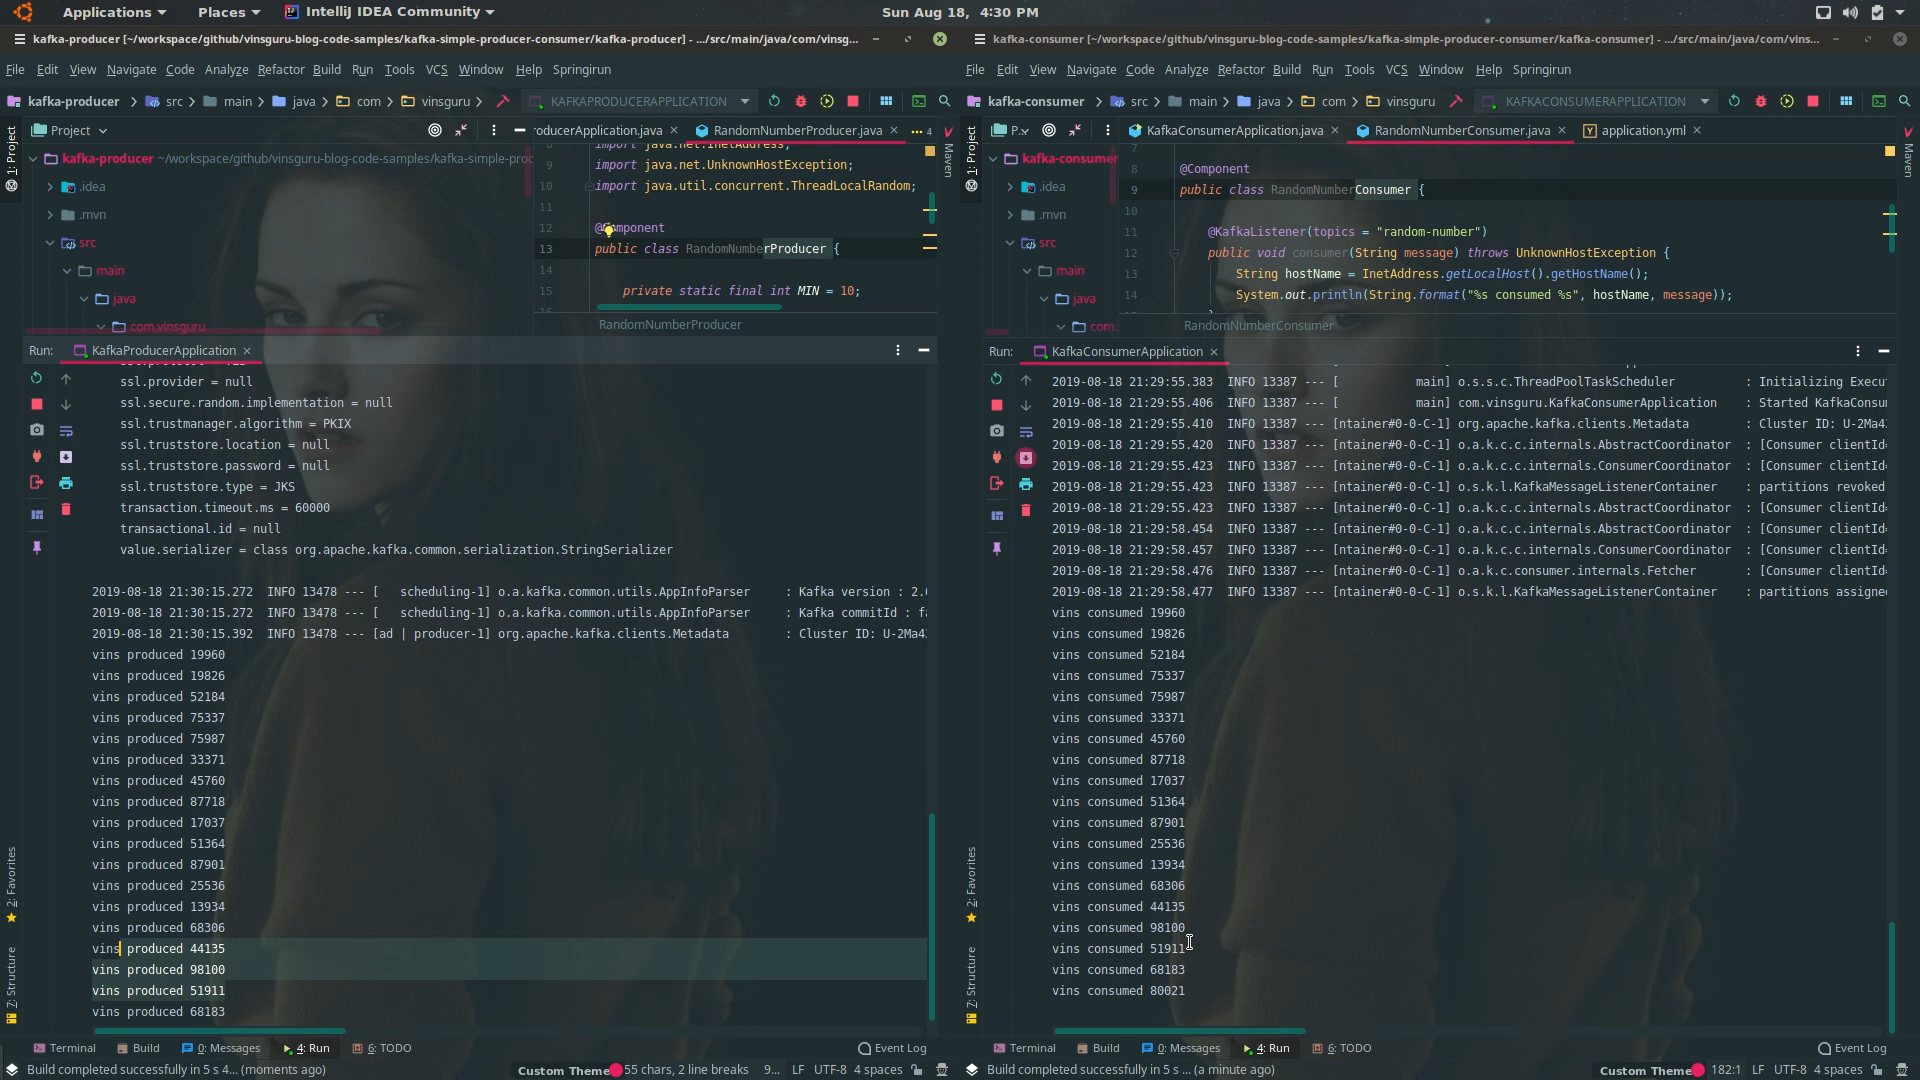 Applications Places IntelliJ IDEA Community Sun Aug 18, 4:30 PM
kafka-producer [~/workspace/github/vinsguru-blog-code-samples/kafka-simple-producer-consumer/kafka-producer] - .../src/main/java/com/vinsg...
File Edit View Navigate Code Analyze Refactor Build Run Tools VCS Window Help Springirun
kafka-producer src main java com vinsguru KAFKAPRODUCERAPPLICATION
1: Project
Project
oducerApplication.java RandomNumberProducer.java 4
Maven
kafka-producer ~/workspace/github/vinsguru-blog-code-samples/kafka-simple-proc
.idea
.mvn
src
main
java
com.vinsguru
8 import java.net.InetAddress;
9 import java.net.UnknownHostException;
10 import java.util.concurrent.ThreadLocalRandom;
11
12 @Component
13 public class RandomNumberProducer {
14
15 private static final int MIN = 10;
RandomNumberProducer
Run: KafkaProducerApplication
ssl.provider = null
ssl.secure.random.implementation = null
ssl.trustmanager.algorithm = PKIX
ssl.truststore.location = null
ssl.truststore.password = null
ssl.truststore.type = JKS
transaction.timeout.ms = 60000
transactional.id = null
value.serializer = class org.apache.kafka.common.serialization.StringSerializer
2019-08-18 21:30:15.272 INFO 13478 --- [ scheduling-1] o.a.kafka.common.utils.AppInfoParser : Kafka version : 2.
2019-08-18 21:30:15.272 INFO 13478 --- [ scheduling-1] o.a.kafka.common.utils.AppInfoParser : Kafka commitId : f
2019-08-18 21:30:15.392 INFO 13478 --- [ad | producer-1] org.apache.kafka.clients.Metadata : Cluster ID: U-2Ma4
vins produced 19960
vins produced 19826
vins produced 52184
vins produced 75337
vins produced 75987
vins produced 33371
vins produced 45760
vins produced 87718
vins produced 17037
vins produced 51364
vins produced 87901
vins produced 25536
vins produced 13934
vins produced 68306
vins produced 44135
vins produced 98100
vins produced 51911
vins produced 68183
2: Favorites
7: Structure
Terminal Build 0: Messages 4: Run 6: TODO Event Log
Build completed successfully in 5 s 4... (moments ago) Custom Theme 55 chars, 2 line breaks 9... LF UTF-8 4 spaces
kafka-consumer [~/workspace/github/vinsguru-blog-code-samples/kafka-simple-producer-consumer/kafka-consumer] - .../src/main/java/com/vins...
File Edit View Navigate Code Analyze Refactor Build Run Tools VCS Window Help Springirun
kafka-consumer src main java com vinsguru KAFKACONSUMERAPPLICATION
1: Project
P.. KafkaConsumerApplication.java RandomNumberConsumer.java application.yml
Maven
kafka-consumer
.idea
.mvn
src
main
java
com.
7
8 @Component
9 public class RandomNumberConsumer {
10
11 @KafkaListener(topics = "random-number")
12 public void consumer(String message) throws UnknownHostException {
13 String hostName = InetAddress.getLocalHost().getHostName();
14 System.out.println(String.format("%s consumed %s", hostName, message));
RandomNumberConsumer
Run: KafkaConsumerApplication
2019-08-18 21:29:55.383 INFO 13387 --- [ main] o.s.s.c.ThreadPoolTaskScheduler : Initializing Execu
2019-08-18 21:29:55.406 INFO 13387 --- [ main] com.vinsguru.KafkaConsumerApplication : Started KafkaConsu
2019-08-18 21:29:55.410 INFO 13387 --- [ntainer#0-0-C-1] org.apache.kafka.clients.Metadata : Cluster ID: U-2Ma4
2019-08-18 21:29:55.420 INFO 13387 --- [ntainer#0-0-C-1] o.a.k.c.c.internals.AbstractCoordinator : [Consumer clientId=
2019-08-18 21:29:55.423 INFO 13387 --- [ntainer#0-0-C-1] o.a.k.c.c.internals.ConsumerCoordinator : [Consumer clientId=
2019-08-18 21:29:55.423 INFO 13387 --- [ntainer#0-0-C-1] o.s.k.l.KafkaMessageListenerContainer : partitions revoked
2019-08-18 21:29:55.423 INFO 13387 --- [ntainer#0-0-C-1] o.a.k.c.c.internals.AbstractCoordinator : [Consumer clientId=
2019-08-18 21:29:58.454 INFO 13387 --- [ntainer#0-0-C-1] o.a.k.c.c.internals.AbstractCoordinator : [Consumer clientId=
2019-08-18 21:29:58.457 INFO 13387 --- [ntainer#0-0-C-1] o.a.k.c.c.internals.ConsumerCoordinator : [Consumer clientId=
2019-08-18 21:29:58.476 INFO 13387 --- [ntainer#0-0-C-1] o.a.k.c.consumer.internals.Fetcher : [Consumer clientId=
2019-08-18 21:29:58.477 INFO 13387 --- [ntainer#0-0-C-1] o.s.k.l.KafkaMessageListenerContainer : partitions assigne
vins consumed 19960
vins consumed 19826
vins consumed 52184
vins consumed 75337
vins consumed 75987
vins consumed 33371
vins consumed 45760
vins consumed 87718
vins consumed 17037
vins consumed 51364
vins consumed 87901
vins consumed 25536
vins consumed 13934
vins consumed 68306
vins consumed 44135
vins consumed 98100
vins consumed 51911
vins consumed 68183
vins consumed 80021
2: Favorites
7: Structure
Terminal Build 0: Messages 4: Run 6: TODO Event Log
Build completed successfully in 5 s ... (a minute ago) Custom Theme 182:1 LF UTF-8 4 spaces